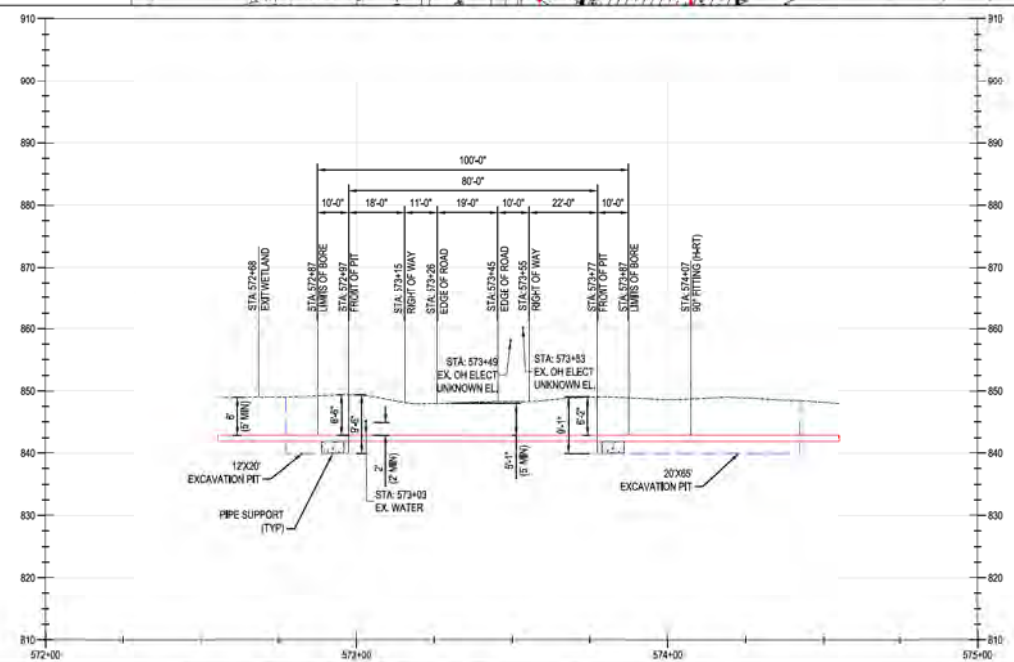 910
910
900
900
890
890
880
880
870
870
860
860
850
850
840
840
830
830
820
820
810
810
572+00
573+00
574+00
575+00
100'-0"
80'-0"
10'-0"
18'-0"
11'-0"
19'-0"
10'-0"
22'-0"
10'-0"
STA: 572+68
EXIT WETLAND
STA: 572+87
LIMITS OF BORE
STA: 572+97
FRONT OF PIT
STA: 573+15
RIGHT OF WAY
STA: 573+26
EDGE OF ROAD
STA: 573+45
EDGE OF ROAD
STA: 573+55
RIGHT OF WAY
STA: 573+77
FRONT OF PIT
STA: 573+87
LIMITS OF BORE
STA: 574+07
90° FITTING (H-RT)
STA: 573+49
EX. OH ELECT
UNKNOWN EL.
STA: 573+53
EX. OH ELECT
UNKNOWN EL.
6'
(5' MIN)
6'-6"
9'-6"
2'
(2' MIN)
(5' MIN)
9'-1"
6'-2"
12'X20'
EXCAVATION PIT
PIPE SUPPORT
(TYP)
STA: 573+03
EX. WATER
20'X65'
EXCAVATION PIT